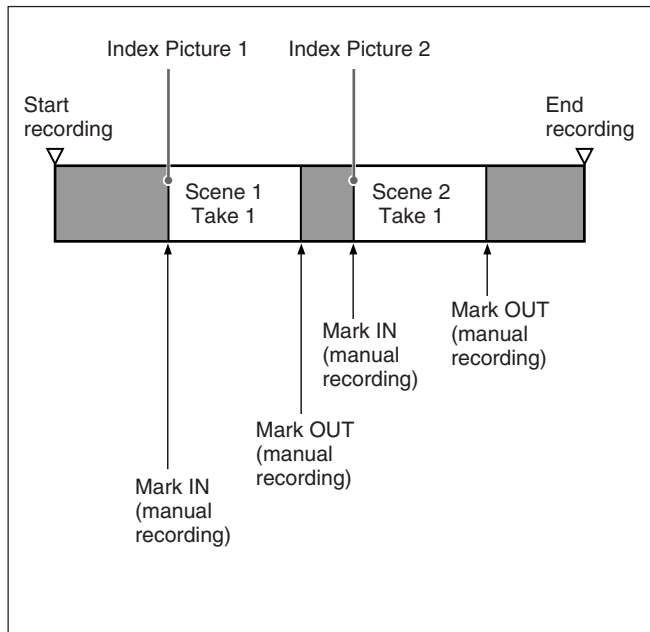 Index Picture 1
Index Picture 2
Start
recording
End
recording
Scene 1
Take 1
Scene 2
Take 1
Mark IN
(manual
recording)
Mark OUT
(manual
recording)
Mark IN
(manual
recording)
Mark OUT
(manual
recording)